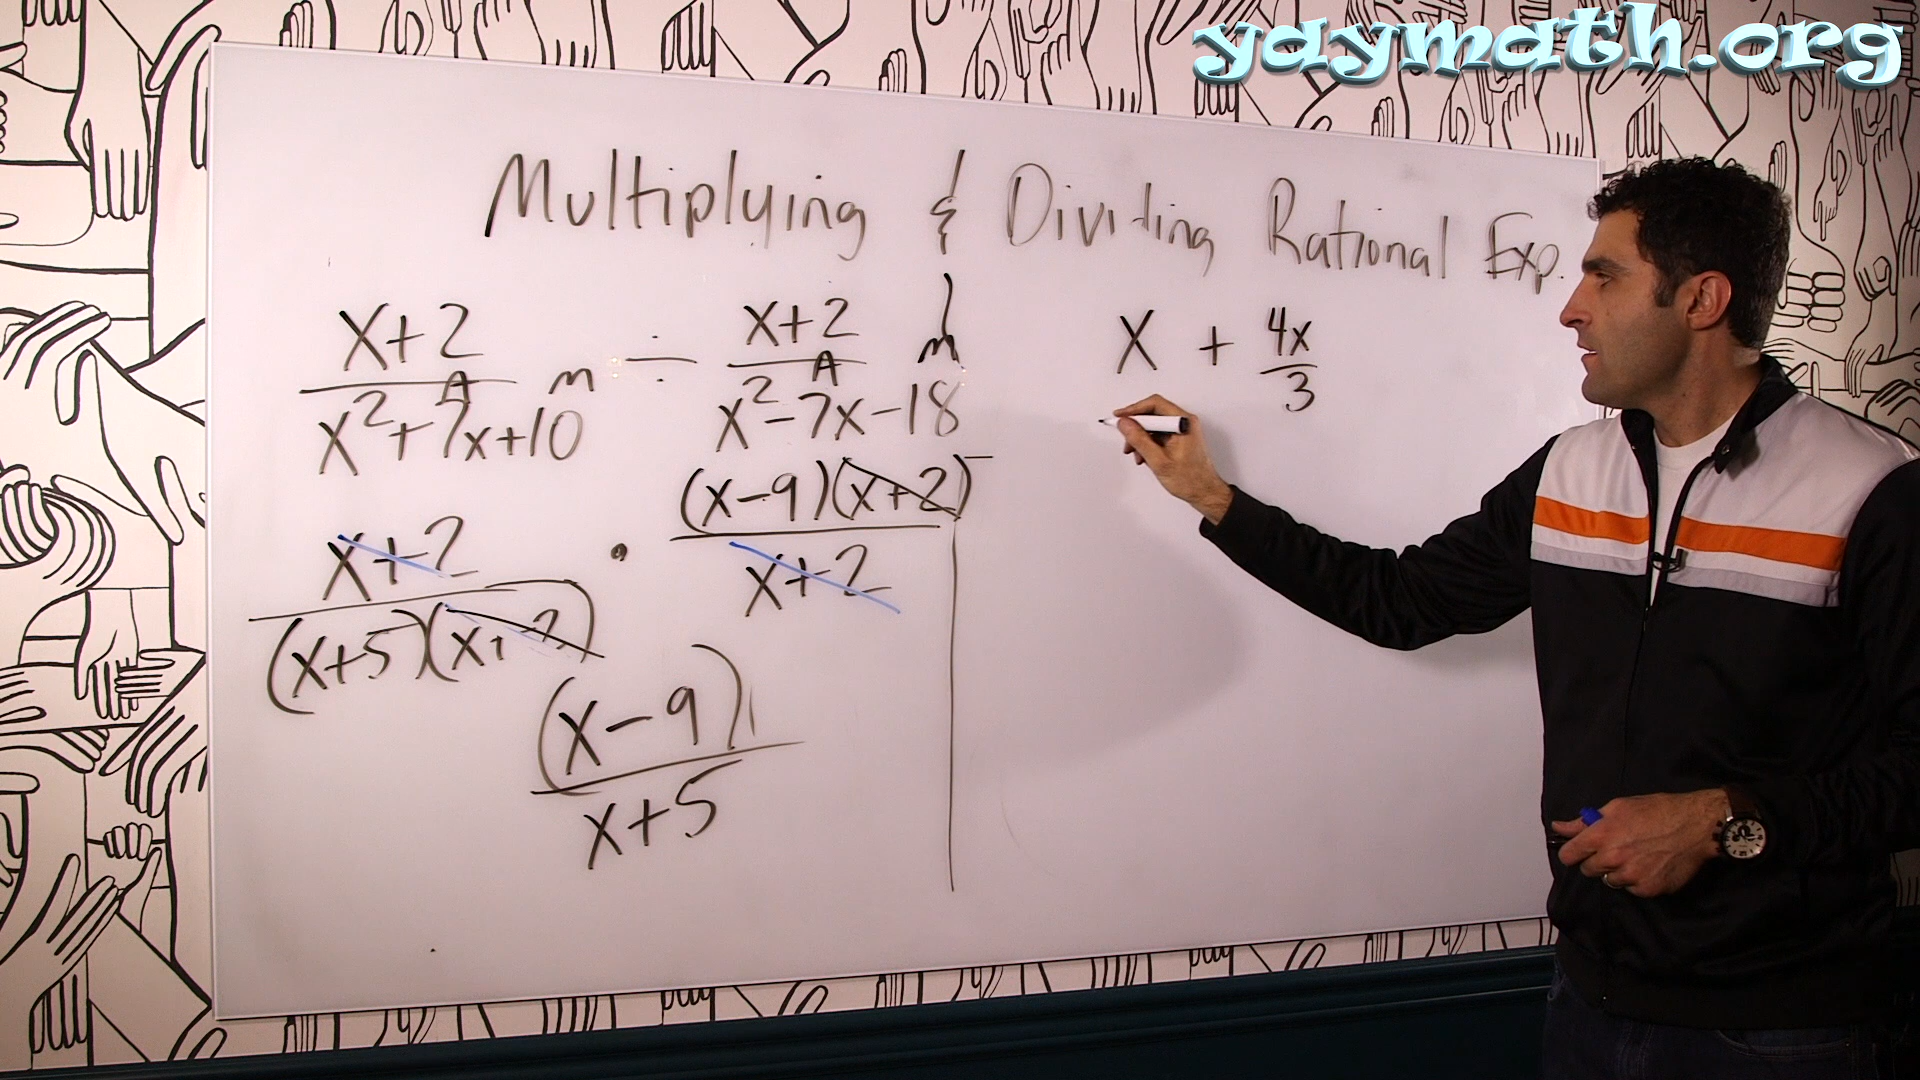 yaymath.org
Multiplying & Dividing Rational Exp.
x+2 ÷ x+2
A m A m
x²+7x+10 x²-7x-18
x+2 · (x-9)(x+2)
(x+5)(x+2) x+2
(x-9)
x+5
x + 4x
3